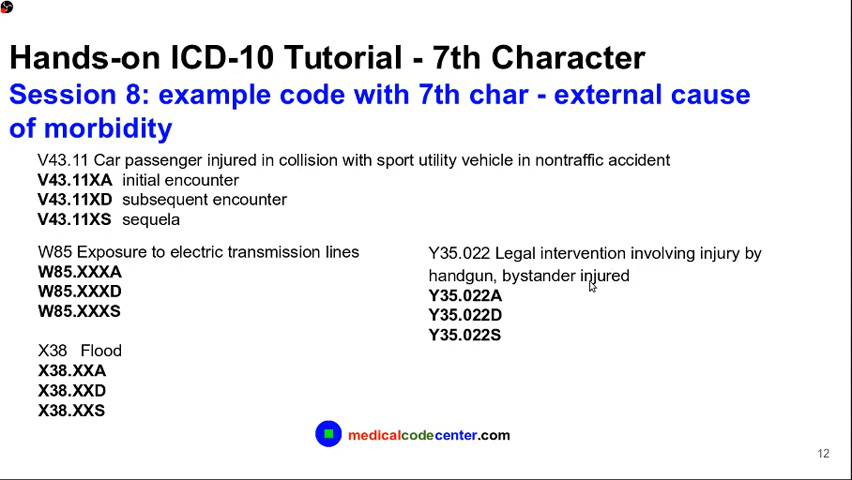 Hands-on ICD-10 Tutorial - 7th Character
Session 8: example code with 7th char - external cause
of morbidity
V43.11 Car passenger injured in collision with sport utility vehicle in nontraffic accident
V43.11XA initial encounter
V43.11XD subsequent encounter
V43.11XS sequela
W85 Exposure to electric transmission lines
W85.XXXA
W85.XXXD
W85.XXXS
X38 Flood
X38.XXA
X38.XXD
X38.XXS
Y35.022 Legal intervention involving injury by
handgun, bystander injured
Y35.022A
Y35.022D
Y35.022S
medicalcodecenter.com
12